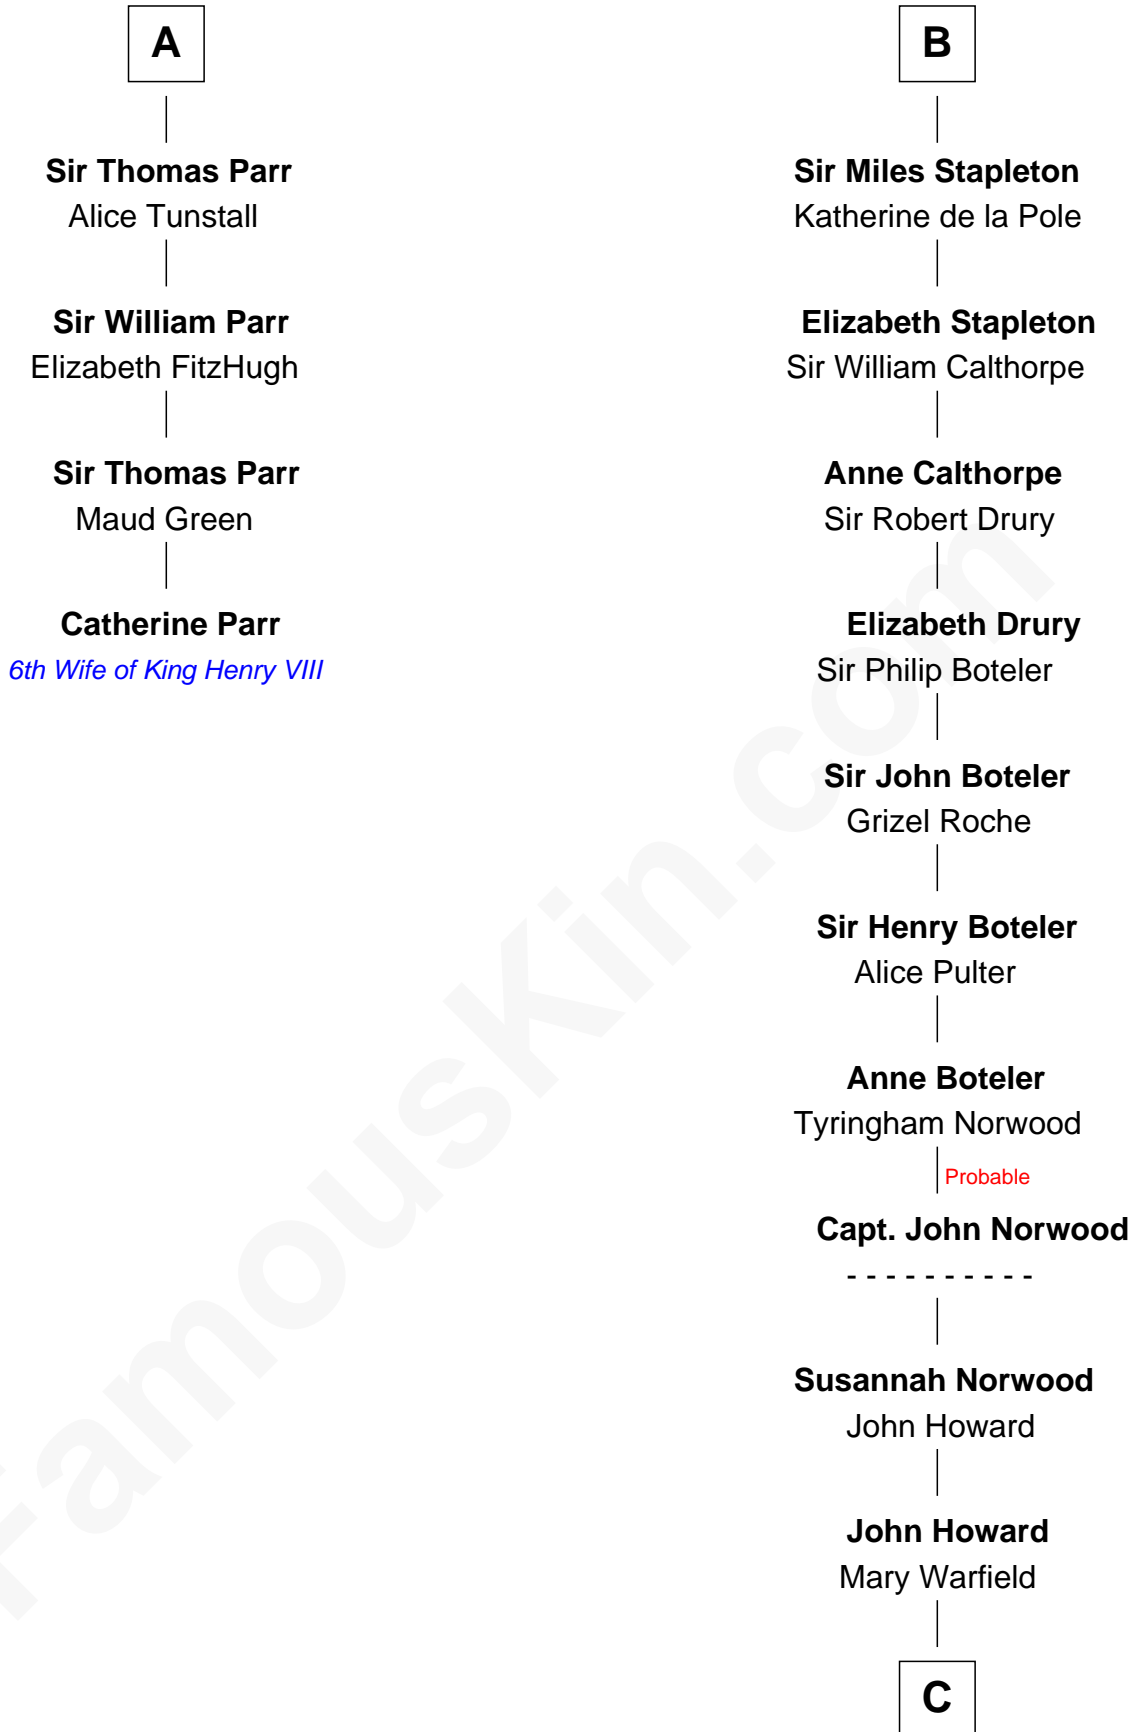 A
Sir Thomas Parr
Alice Tunstall
Sir William Parr
Elizabeth FitzHugh
Sir Thomas Parr
Maud Green
Catherine Parr
6th Wife of King Henry VIII
B
Sir Miles Stapleton
Katherine de la Pole
Elizabeth Stapleton
Sir William Calthorpe
Anne Calthorpe
Sir Robert Drury
Elizabeth Drury
Sir Philip Boteler
Sir John Boteler
Grizel Roche
Sir Henry Boteler
Alice Pulter
Anne Boteler
Tyringham Norwood
Probable
Capt. John Norwood
- - - - - - - - - -
Susannah Norwood
John Howard
John Howard
Mary Warfield
C
FamousKin.com